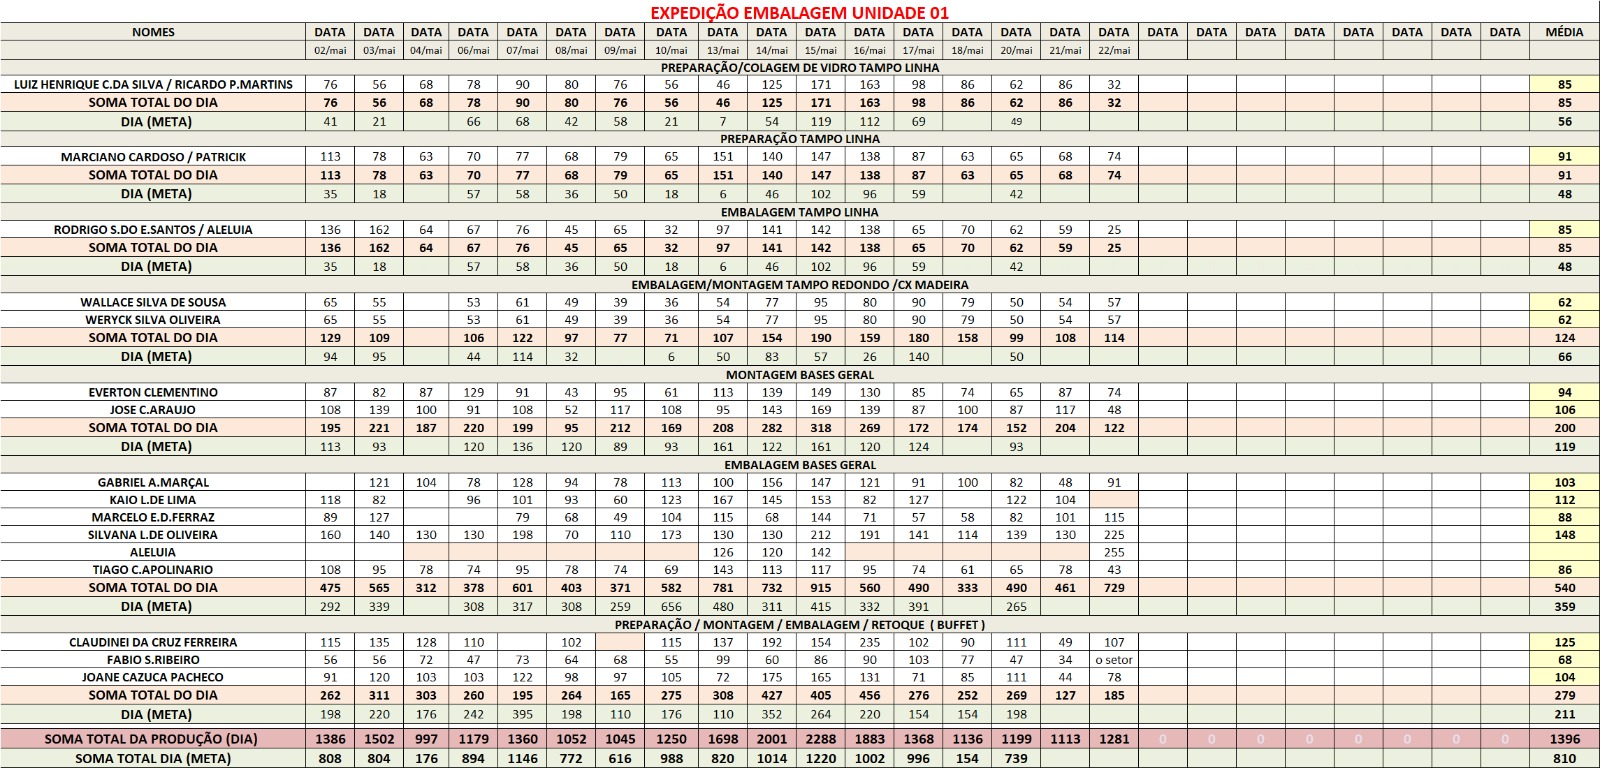 EXPEDIÇÃO EMBALAGEM UNIDADE 01
NOMES DATA DATA DATA DATA DATA DATA DATA DATA DATA DATA DATA DATA DATA DATA DATA DATA DATA DATA DATA DATA DATA DATA DATA DATA DATA MÉDIA
02/mai 03/mai 04/mai 06/mai 07/mai 08/mai 09/mai 10/mai 13/mai 14/mai 15/mai 16/mai 17/mai 18/mai 20/mai 21/mai 22/mai
PREPARAÇÃO/COLAGEM DE VIDRO TAMPO LINHA
LUIZ HENRIQUE C.DA SILVA / RICARDO P.MARTINS 76 56 68 78 90 80 76 56 46 125 171 163 98 86 62 86 32 85
SOMA TOTAL DO DIA 76 56 68 78 90 80 76 56 46 125 171 163 98 86 62 86 32 85
DIA (META) 41 21 66 68 42 58 21 7 54 119 112 69 49 56
PREPARAÇÃO TAMPO LINHA
MARCIANO CARDOSO / PATRICIK 113 78 63 70 77 68 79 65 151 140 147 138 87 63 65 68 74 91
SOMA TOTAL DO DIA 113 78 63 70 77 68 79 65 151 140 147 138 87 63 65 68 74 91
DIA (META) 35 18 57 58 36 50 18 6 46 102 96 59 42 48
EMBALAGEM TAMPO LINHA
RODRIGO S.DO E.SANTOS / ALELUIA 136 162 64 67 76 45 65 32 97 141 142 138 65 70 62 59 25 85
SOMA TOTAL DO DIA 136 162 64 67 76 45 65 32 97 141 142 138 65 70 62 59 25 85
DIA (META) 35 18 57 58 36 50 18 6 46 102 96 59 42 48
EMBALAGEM/MONTAGEM TAMPO REDONDO /CX MADEIRA
WALLACE SILVA DE SOUSA 65 55 53 61 49 39 36 54 77 95 80 90 79 50 54 57 62
WERYCK SILVA OLIVEIRA 65 55 53 61 49 39 36 54 77 95 80 90 79 50 54 57 62
SOMA TOTAL DO DIA 129 109 106 122 97 77 71 107 154 190 159 180 158 99 108 114 124
DIA (META) 94 95 44 114 32 6 50 83 57 26 140 50 66
MONTAGEM BASES GERAL
EVERTON CLEMENTINO 87 82 87 129 91 43 95 61 113 139 149 130 85 74 65 87 74 94
JOSE C.ARAUJO 108 139 100 91 108 52 117 108 95 143 169 139 87 100 87 117 48 106
SOMA TOTAL DO DIA 195 221 187 220 199 95 212 169 208 282 318 269 172 174 152 204 122 200
DIA (META) 113 93 120 136 120 89 93 161 122 161 120 124 93 119
EMBALAGEM BASES GERAL
GABRIEL A.MARÇAL 121 104 78 128 94 78 113 100 156 147 121 91 100 82 48 91 103
KAIO L.DE LIMA 118 82 96 101 93 60 123 167 145 153 82 127 122 104 112
MARCELO E.D.FERRAZ 89 127 79 68 49 104 115 68 144 71 57 58 82 101 115 88
SILVANA L.DE OLIVEIRA 160 140 130 130 198 70 110 173 130 130 212 191 141 114 139 130 225 148
ALELUIA 126 120 142 255
TIAGO C.APOLINARIO 108 95 78 74 95 78 74 69 143 113 117 95 74 61 65 78 43 86
SOMA TOTAL DO DIA 475 565 312 378 601 403 371 582 781 732 915 560 490 333 490 461 729 540
DIA (META) 292 339 308 317 308 259 656 480 311 415 332 391 265 359
PREPARAÇÃO / MONTAGEM / EMBALAGEM / RETOQUE ( BUFFET )
CLAUDINEI DA CRUZ FERREIRA 115 135 128 110 102 115 137 192 154 235 102 90 111 49 107 125
FABIO S.RIBEIRO 56 56 72 47 73 64 68 55 99 60 86 90 103 77 47 34 o setor 68
JOANE CAZUCA PACHECO 91 120 103 103 122 98 97 105 72 175 165 131 71 85 111 44 78 104
SOMA TOTAL DO DIA 262 311 303 260 195 264 165 275 308 427 405 456 276 252 269 127 185 279
DIA (META) 198 220 176 242 395 198 110 176 110 352 264 220 154 154 198 211
SOMA TOTAL DA PRODUÇÃO (DIA) 1386 1502 997 1179 1360 1052 1045 1250 1698 2001 2288 1883 1368 1136 1199 1113 1281 0 0 0 0 0 0 0 0 1396
SOMA TOTAL DIA (META) 808 804 176 894 1146 772 616 988 820 1014 1220 1002 996 154 739 810